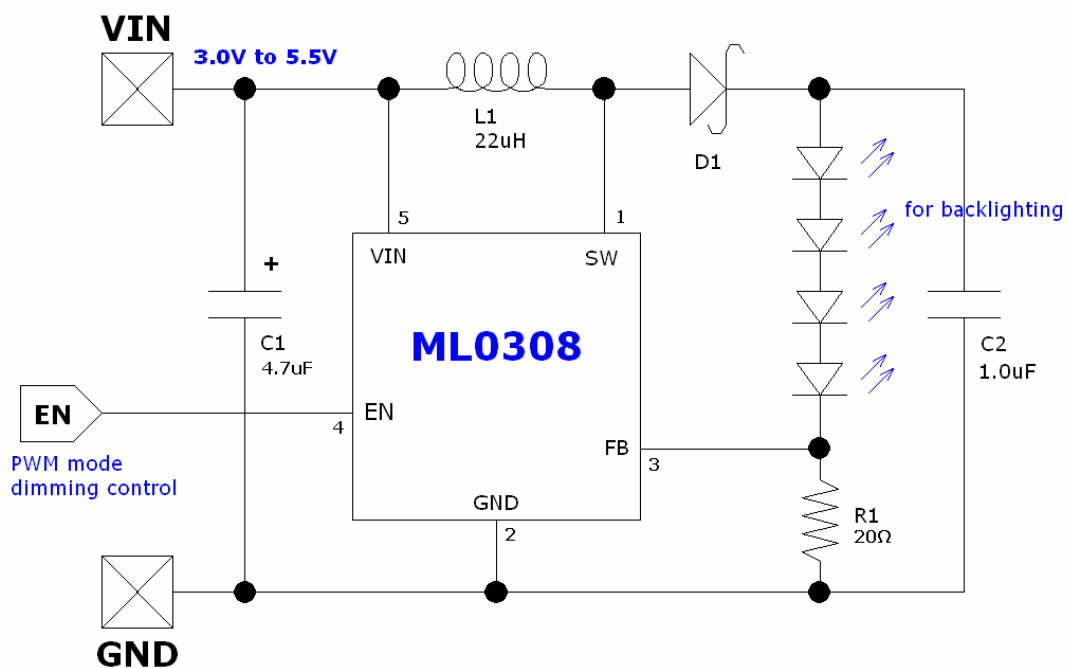 VIN
3.0V to 5.5V
L1
22uH
D1
5
1
for backlighting
VIN
SW
+
ML0308
C1
4.7uF
C2
1.0uF
EN
EN
4
FB
3
PWM mode
dimming control
GND
2
R1
20Ω
GND